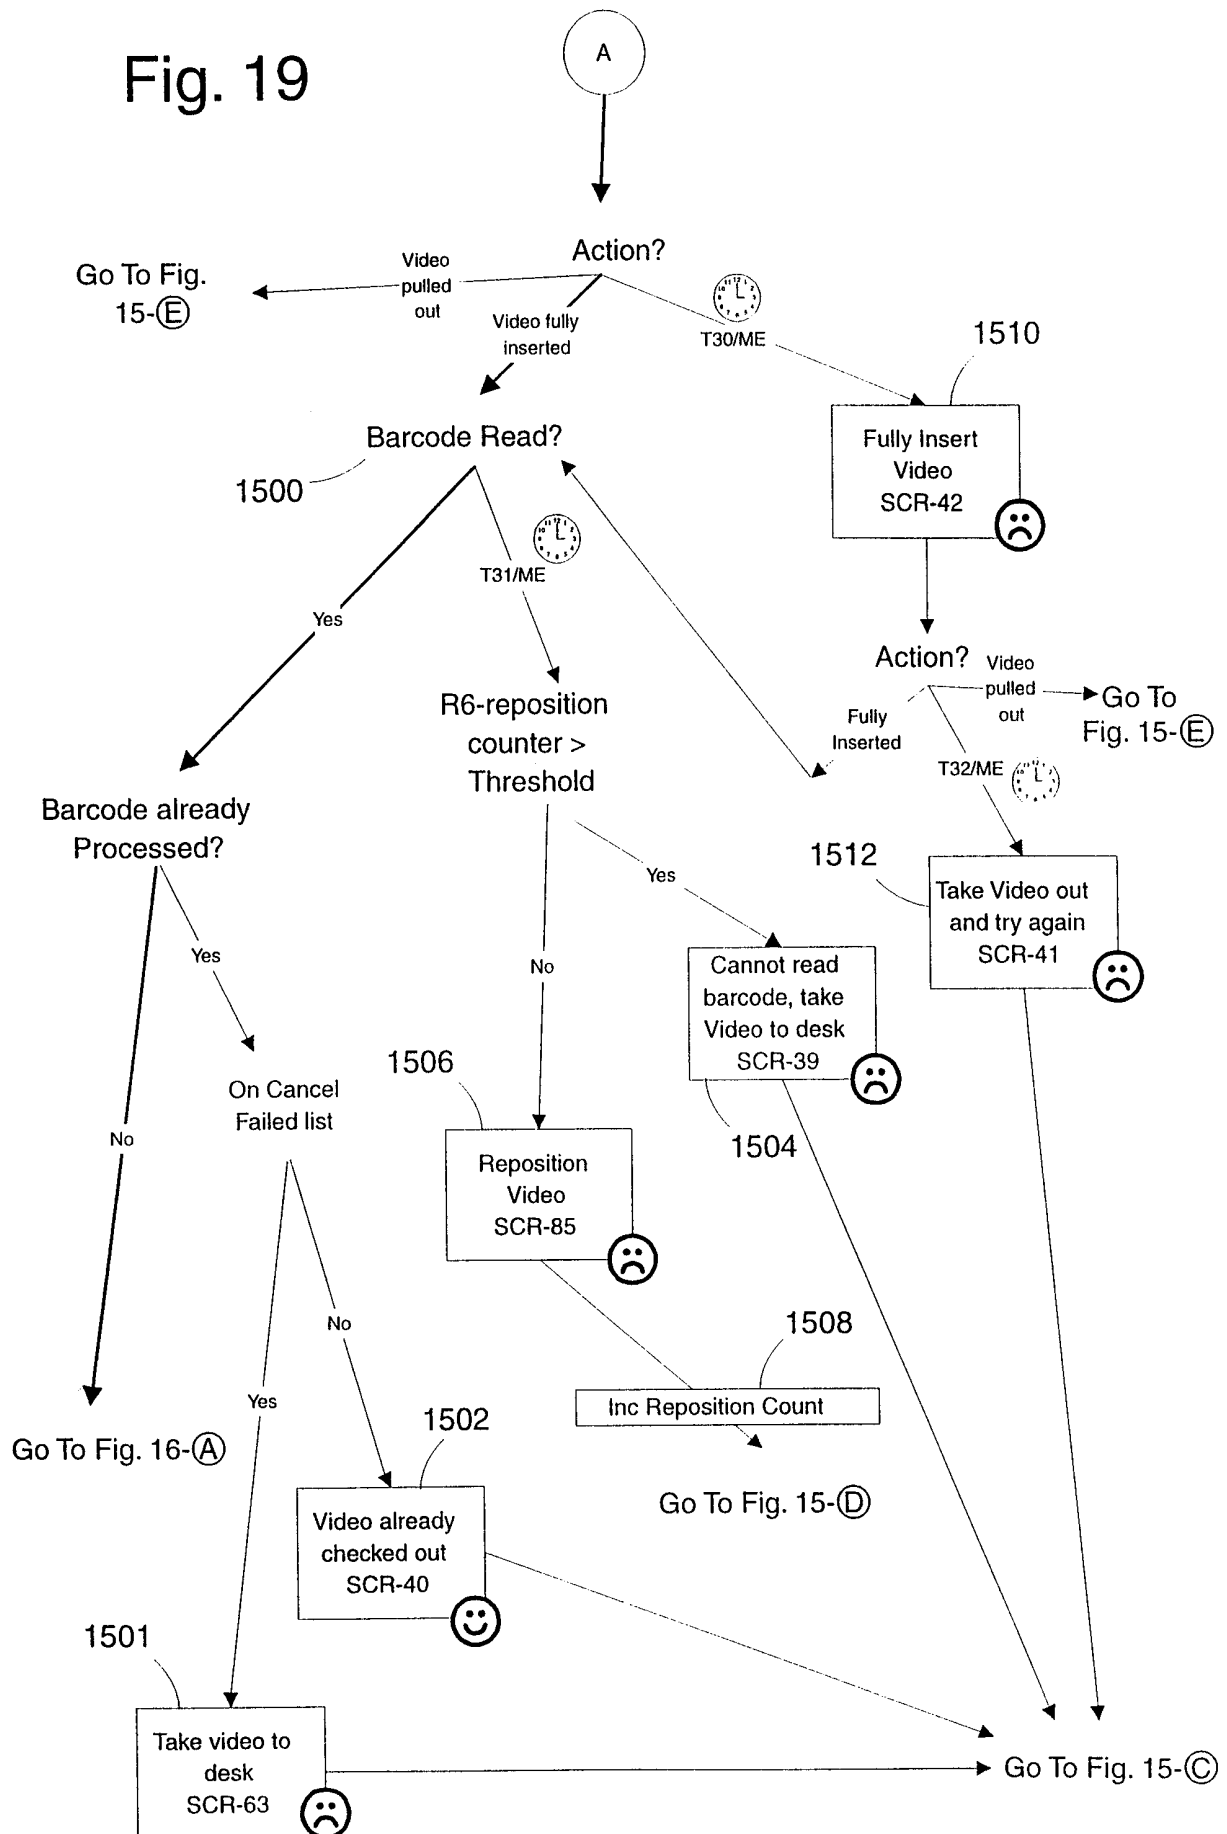 Fig. 19
A
Action?
Go To Fig.
15-Ⓔ
Video
pulled
out
Video fully
inserted
T30/ME
1510
Fully Insert
Video
SCR-42
Barcode Read?
1500
T31/ME
Yes
Action?
Video
pulled
out
Go To
Fig. 15-Ⓔ
Fully
Inserted
T32/ME
R6-reposition
counter >
Threshold
Barcode already
Processed?
1512
Take Video out
and try again
SCR-41
Yes
Yes
No
Cannot read
barcode, take
Video to desk
SCR-39
1504
On Cancel
Failed list
1506
Reposition
Video
SCR-85
No
No
Yes
1508
Inc Reposition Count
Go To Fig. 15-Ⓓ
Go To Fig. 16-Ⓐ
1502
Video already
checked out
SCR-40
1501
Take video to
desk
SCR-63
Go To Fig. 15-Ⓒ